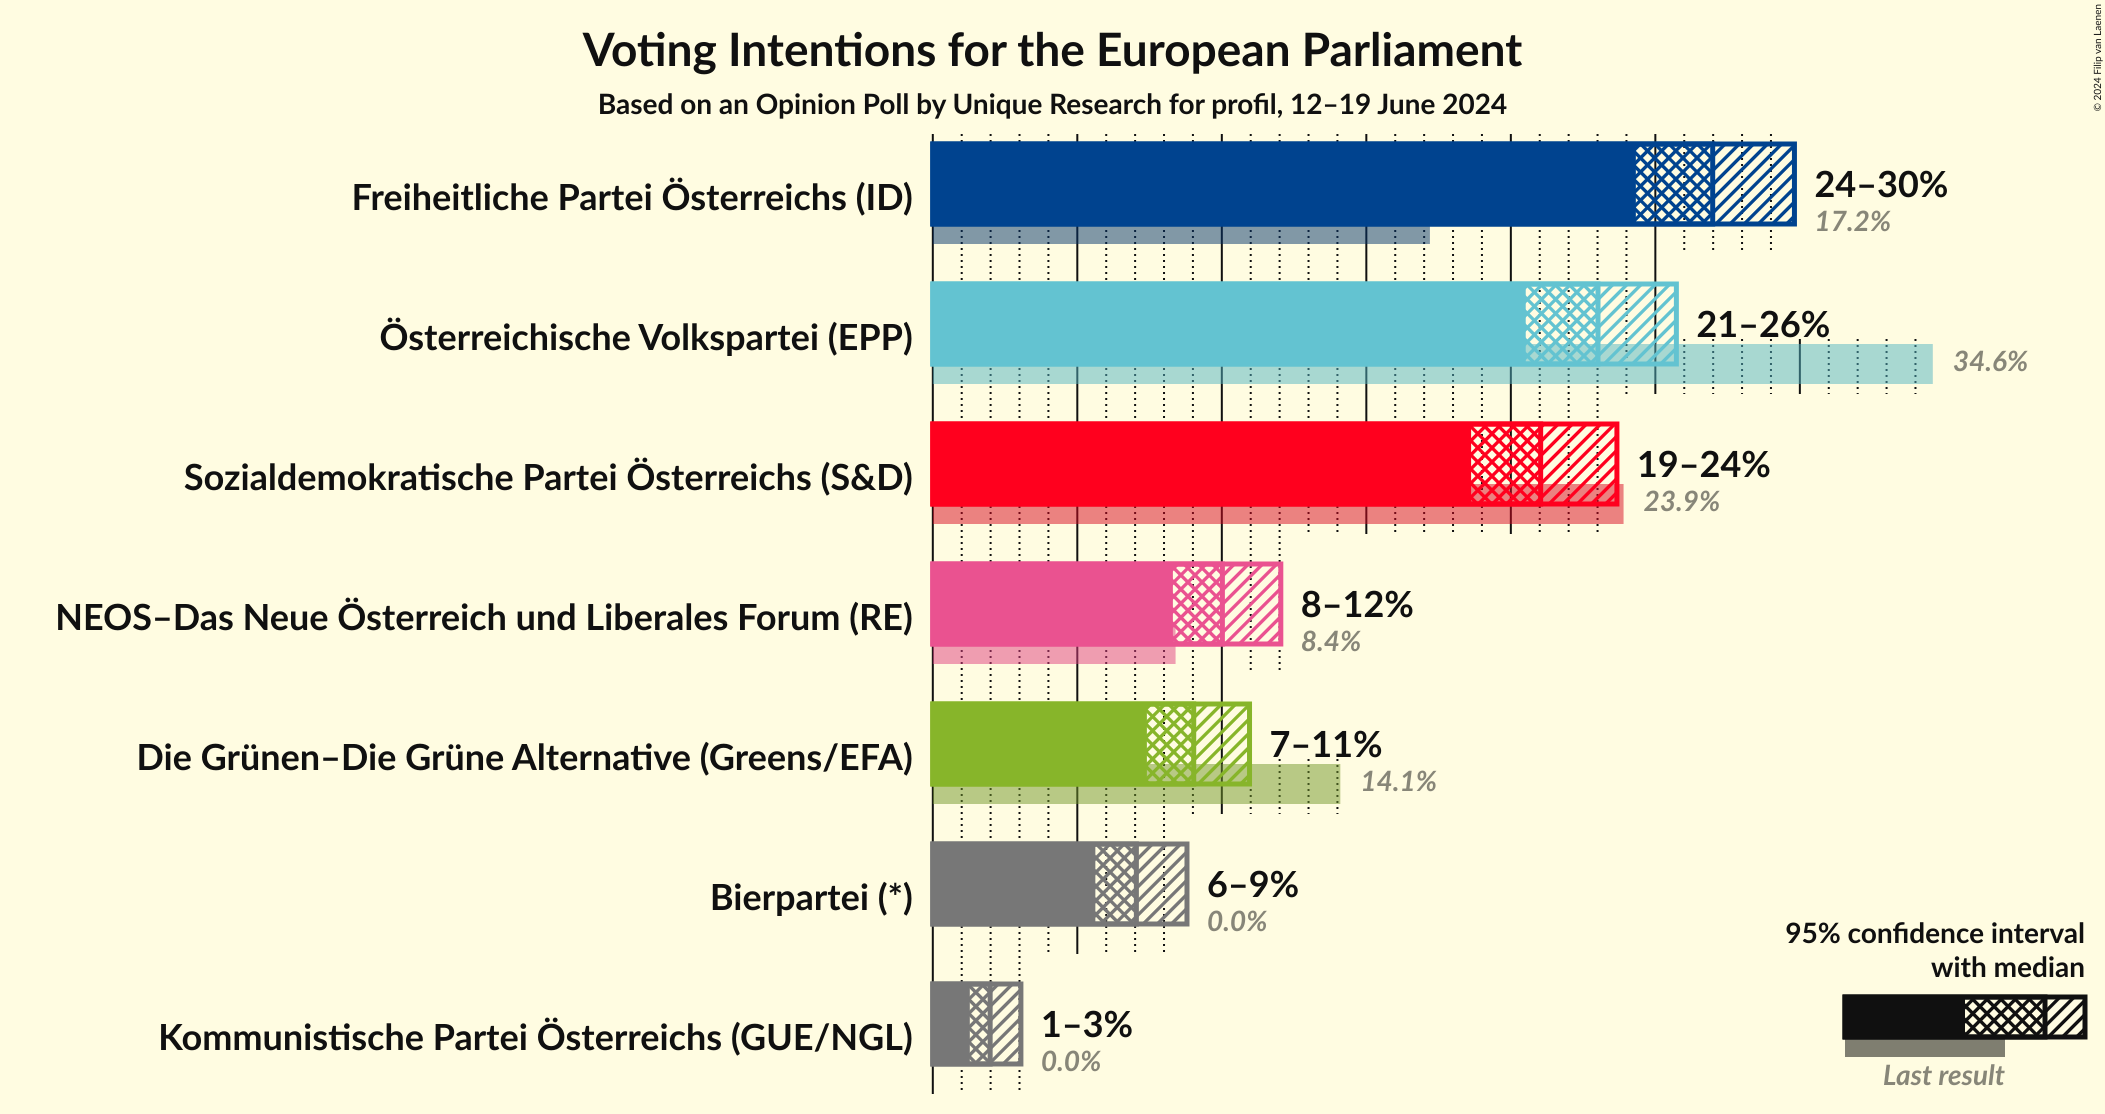 Voting Intentions for the European Parliament
Based on an Opinion Poll by Unique Research for profil, 12–19 June 2024
© 2024 Filip van Laenen
Freiheitliche Partei Österreichs (ID)
24–30%
17.2%
Österreichische Volkspartei (EPP)
21–26%
34.6%
Sozialdemokratische Partei Österreichs (S&D)
19–24%
23.9%
NEOS–Das Neue Österreich und Liberales Forum (RE)
8–12%
8.4%
Die Grünen–Die Grüne Alternative (Greens/EFA)
7–11%
14.1%
Bierpartei (*)
6–9%
0.0%
Kommunistische Partei Österreichs (GUE/NGL)
1–3%
0.0%
95% confidence interval
with median
Last result